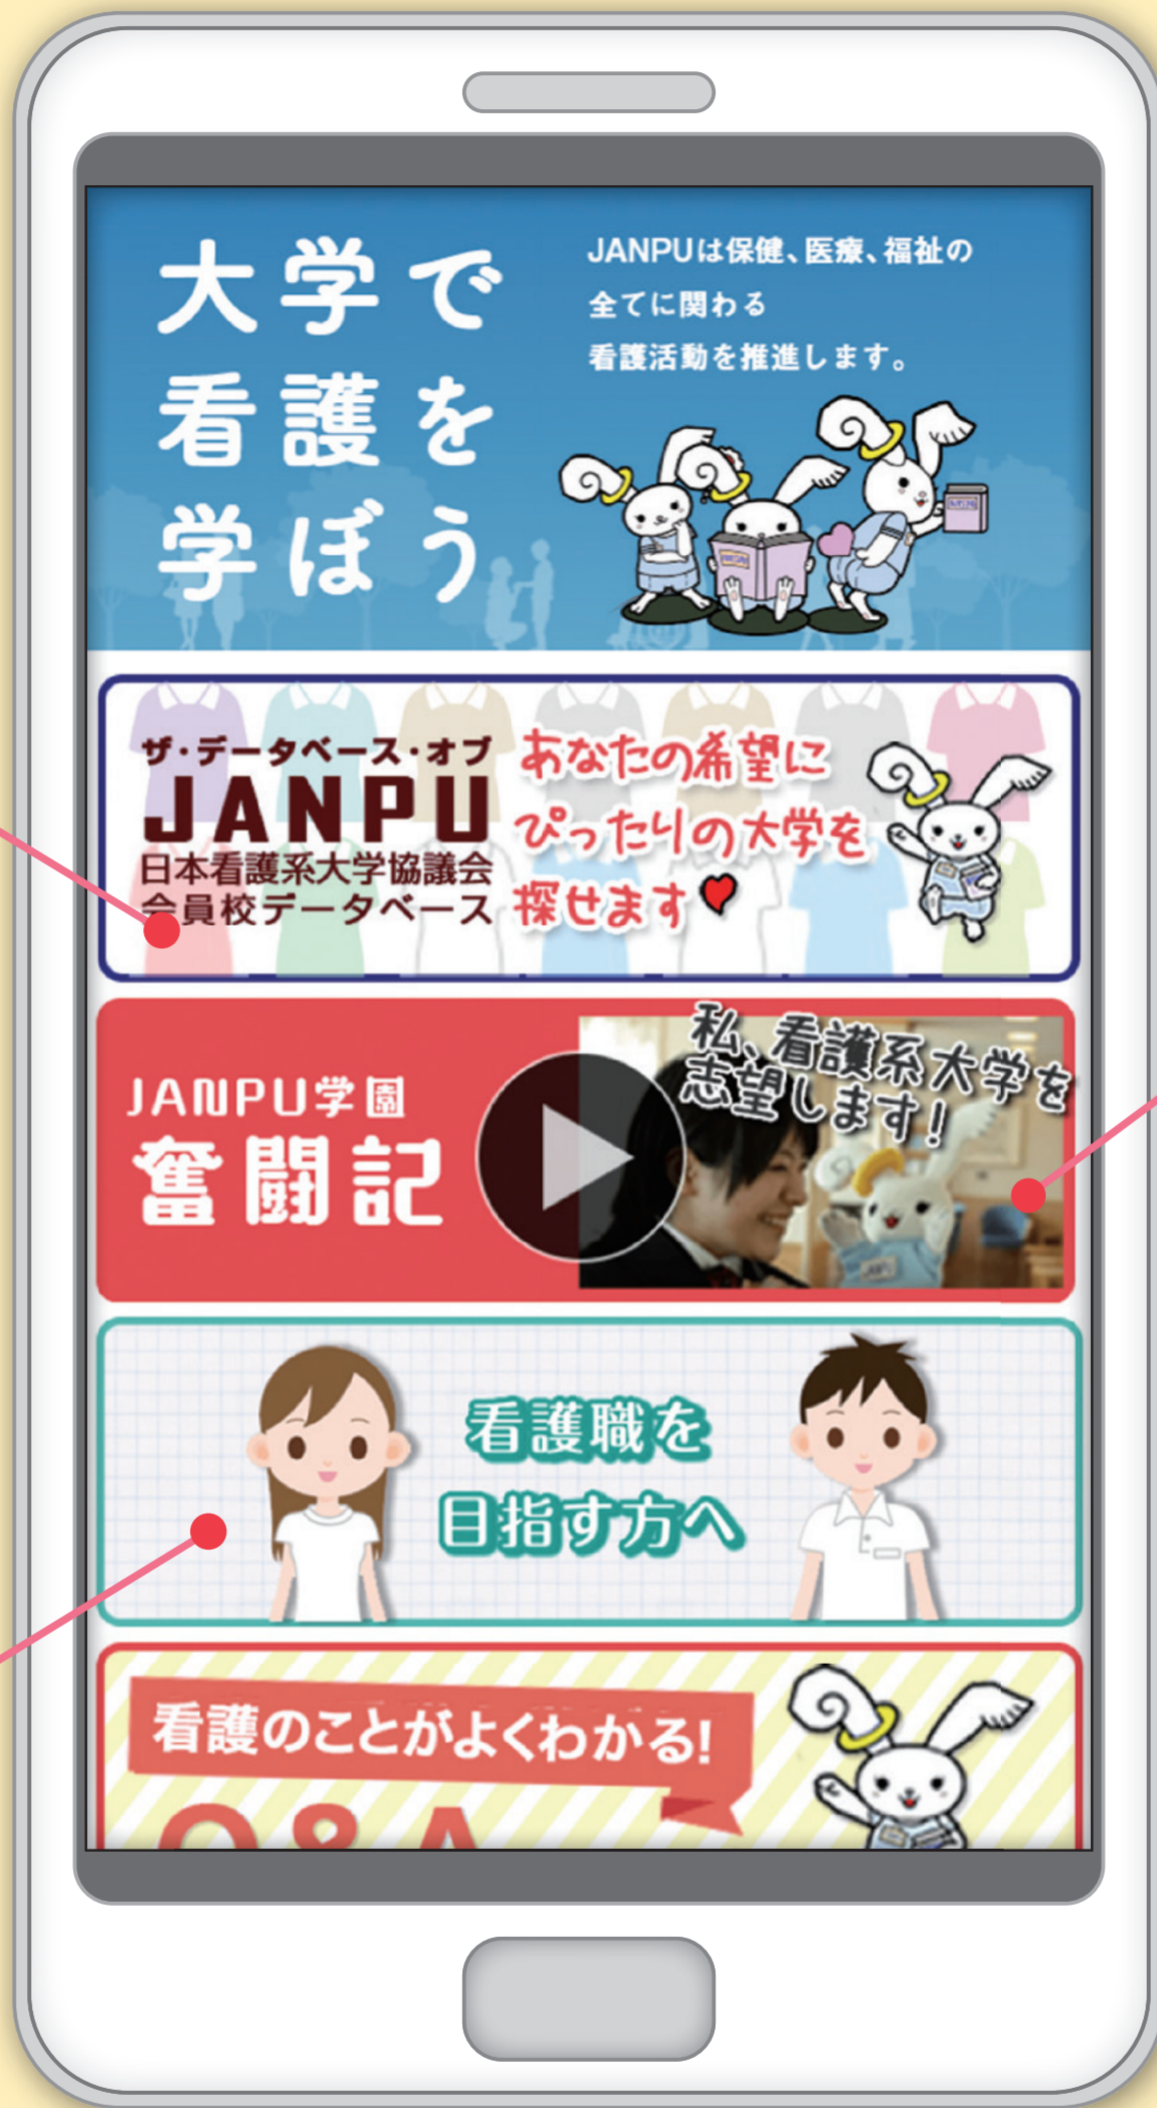 大学で
看護を
学ぼう
JANPUは保健、医療、福祉の
全てに関わる
看護活動を推進します。
ザ・データベース・オブ
JANPU
日本看護系大学協議会
会員校データベース
あなたの希望に
ぴったりの大学を
探せます
JANPU学園
奮闘記
私、看護系大学を
志望します!
JANPU
看護職を
目指す方へ
看護のことがよくわかる!
Q&A